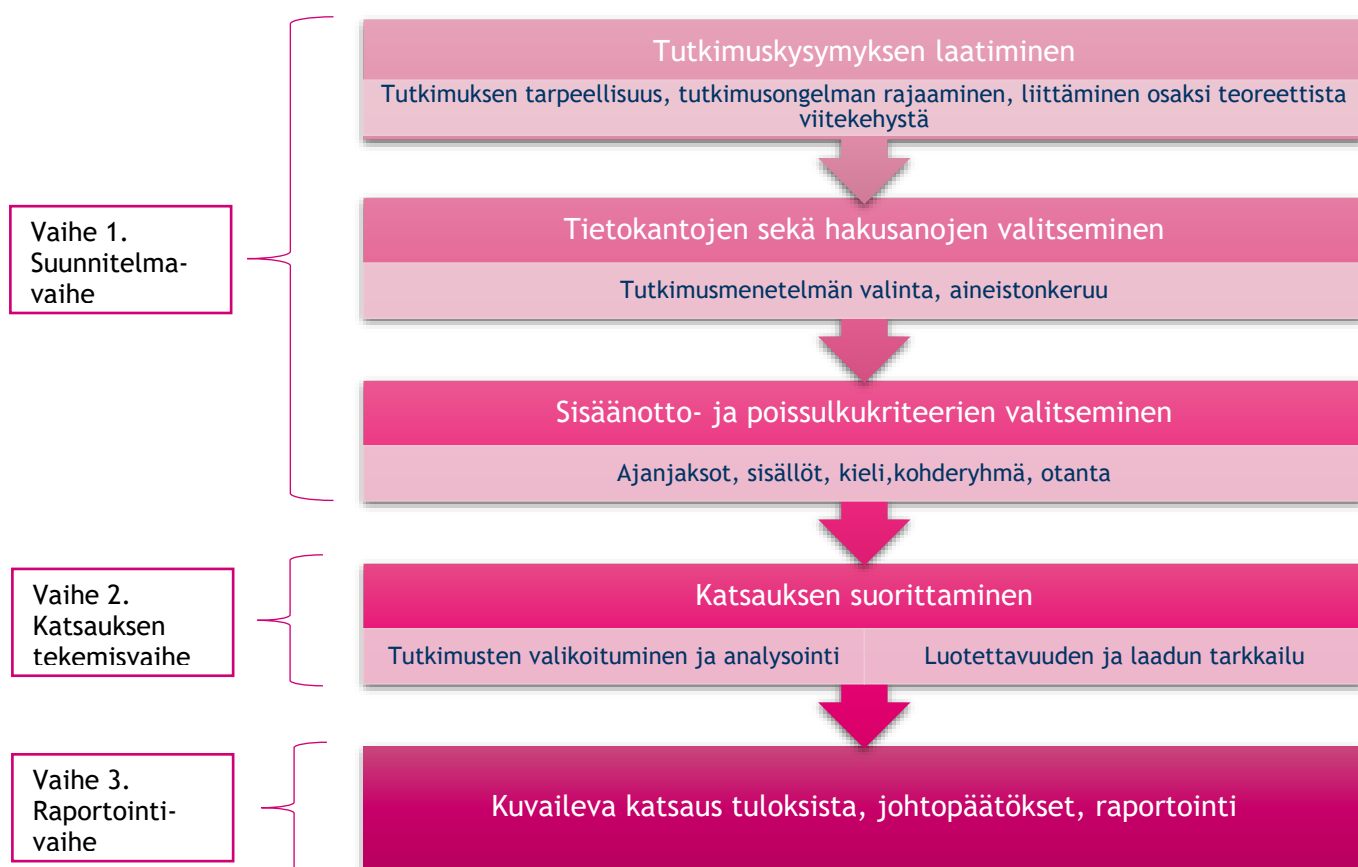 Tutkimuskysymyksen laatiminen
Tutkimuksen tarpeellisuus, tutkimusongelman rajaaminen, liittäminen osaksi teoreettista
viitekehystä
Vaihe 1.
Suunnitelma-
vaihe
Tietokantojen sekä hakusanojen valitseminen
Tutkimusmenetelmän valinta, aineistonkeruu
Sisäänotto- ja poissulkukriteerien valitseminen
Ajanjaksot, sisällöt, kieli,kohderyhmä, otanta
Vaihe 2.
Katsauksen
tekemisvaihe
Katsauksen suorittaminen
Tutkimusten valikoituminen ja analysointi
Luotettavuuden ja laadun tarkkailu
Vaihe 3.
Raportointi-
vaihe
Kuvaileva katsaus tuloksista, johtopäätökset, raportointi